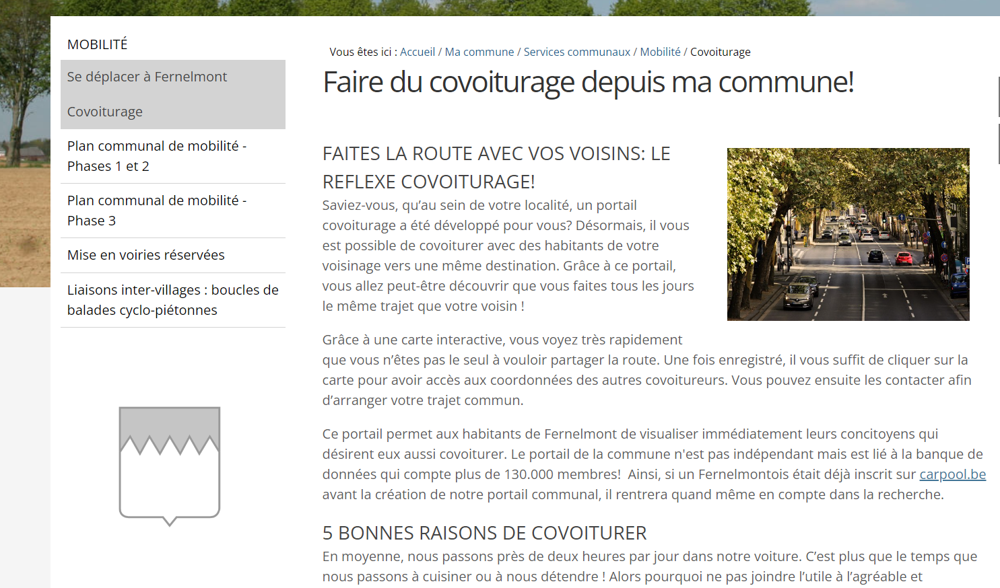 MOBILITÉ
Se déplacer à Fernelmont
Covoiturage
Plan communal de mobilité -
Phases 1 et 2
Plan communal de mobilité -
Phase 3
Mise en voiries réservées
Liaisons inter-villages : boucles de
balades cyclo-piétonnes
Vous êtes ici : Accueil / Ma commune / Services communaux / Mobilité / Covoiturage
Faire du covoiturage depuis ma commune!
FAITES LA ROUTE AVEC VOS VOISINS: LE
REFLEXE COVOITURAGE!
Saviez-vous, qu’au sein de votre localité, un portail
covoiturage a été développé pour vous? Désormais, il vous
est possible de covoiturer avec des habitants de votre
voisinage vers une même destination. Grâce à ce portail,
vous allez peut-être découvrir que vous faites tous les jours
le même trajet que votre voisin !
Grâce à une carte interactive, vous voyez très rapidement
que vous n’êtes pas le seul à vouloir partager la route. Une fois enregistré, il vous suffit de cliquer sur la
carte pour avoir accès aux coordonnées des autres covoitureurs. Vous pouvez ensuite les contacter afin
d’arranger votre trajet commun.
Ce portail permet aux habitants de Fernelmont de visualiser immédiatement leurs concitoyens qui
désirent eux aussi covoiturer. Le portail de la commune n'est pas indépendant mais est lié à la banque de
données qui compte plus de 130.000 membres!  Ainsi, si un Fernelmontois était déjà inscrit sur carpool.be
avant la création de notre portail communal, il rentrera quand même en compte dans la recherche.
5 BONNES RAISONS DE COVOITURER
En moyenne, nous passons près de deux heures par jour dans notre voiture. C’est plus que le temps que
nous passons à cuisiner ou à nous détendre ! Alors pourquoi ne pas joindre l’utile à l’agréable et